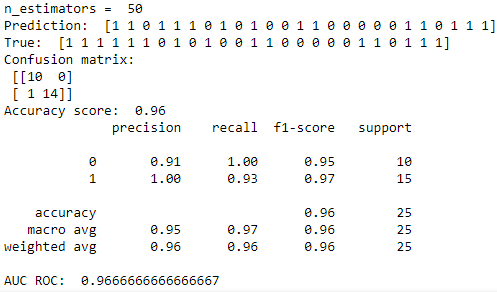 n_estimators =  50
Prediction:  [1 1 0 1 1 1 0 1 0 1 0 0 1 1 0 0 0 0 0 1 1 0 1 1 1]
True:  [1 1 1 1 1 1 0 1 0 1 0 0 1 1 0 0 0 0 0 1 1 0 1 1 1]
Confusion matrix:
[[10  0]
[ 1 14]]
Accuracy score:  0.96
precision    recall  f1-score   support
0       0.91      1.00      0.95        10
1       1.00      0.93      0.97        15
accuracy                           0.96        25
macro avg       0.95      0.97      0.96        25
weighted avg       0.96      0.96      0.96        25
AUC ROC:  0.9666666666666667